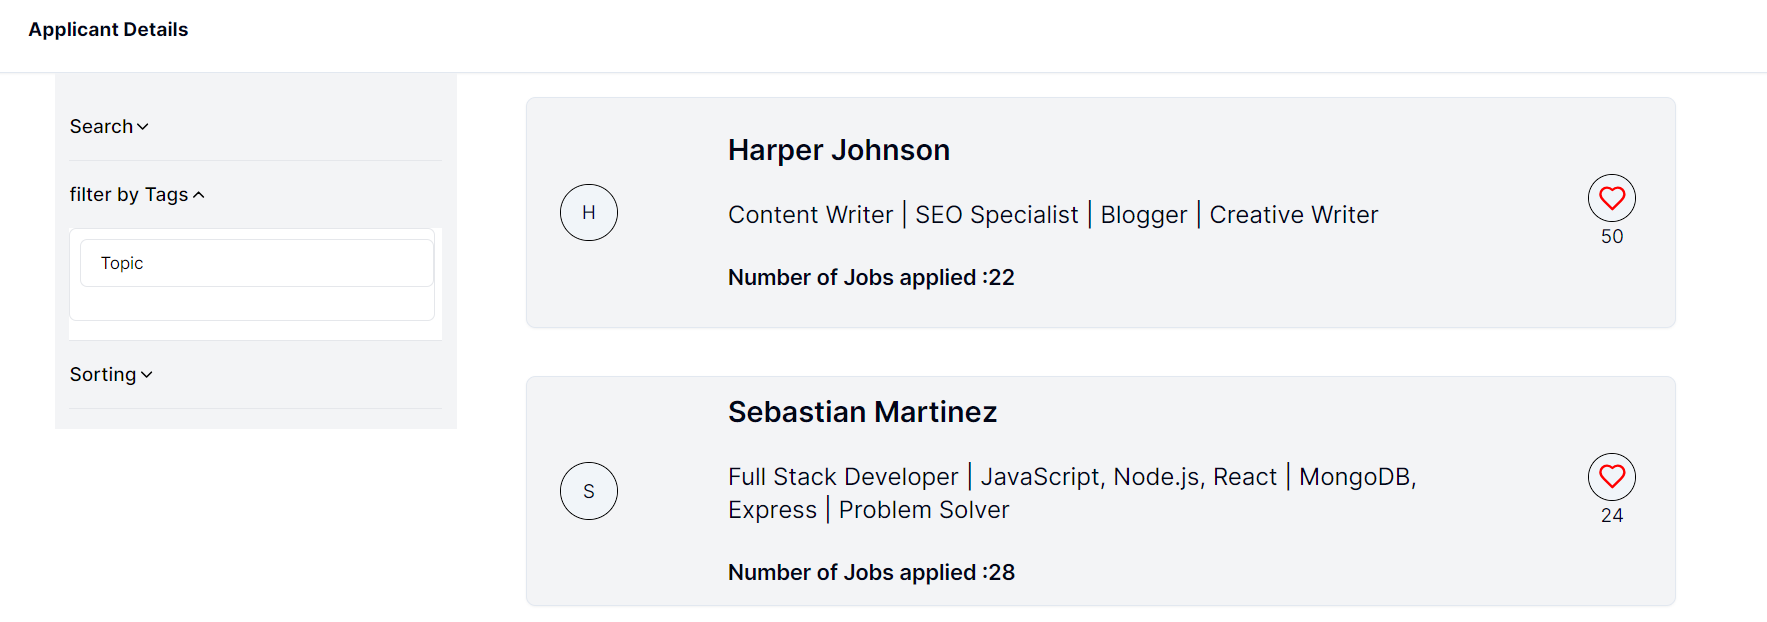 Applicant Details
Search
filter by Tags
Topic
Sorting
H
Harper Johnson
Content Writer | SEO Specialist | Blogger | Creative Writer
Number of Jobs applied :22
50
S
Sebastian Martinez
Full Stack Developer | JavaScript, Node.js, React | MongoDB,
Express | Problem Solver
Number of Jobs applied :28
24